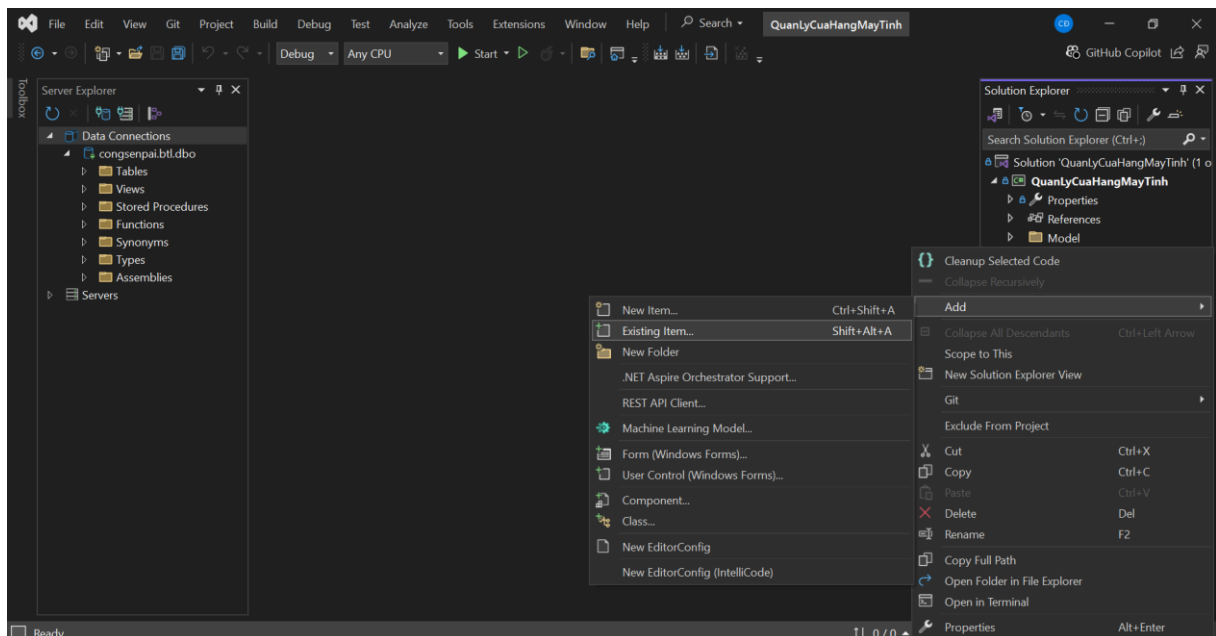 File Edit View Git Project Build Debug Test Analyze Tools Extensions Window Help Search QuanLyCuaHangMayTinh CD
Debug Any CPU Start GitHub Copilot
Toolbox
Server Explorer
Data Connections
congsenpai.btl.dbo
Tables
Views
Stored Procedures
Functions
Synonyms
Types
Assemblies
Servers
Solution Explorer
Search Solution Explorer (Ctrl+;)
Solution 'QuanLyCuaHangMayTinh' (1 o
QuanLyCuaHangMayTinh
Properties
References
Model
Cleanup Selected Code
Collapse Recursively
Add
Collapse All Descendants Ctrl+Left Arrow
Scope to This
New Solution Explorer View
Git
Exclude From Project
Cut Ctrl+X
Copy Ctrl+C
Paste Ctrl+V
Delete Del
Rename F2
Copy Full Path
Open Folder in File Explorer
Open in Terminal
Properties Alt+Enter
New Item... Ctrl+Shift+A
Existing Item... Shift+Alt+A
New Folder
.NET Aspire Orchestrator Support...
REST API Client...
Machine Learning Model...
Form (Windows Forms)...
User Control (Windows Forms)...
Component...
Class...
New EditorConfig
New EditorConfig (IntelliCode)
Ready 0 / 0